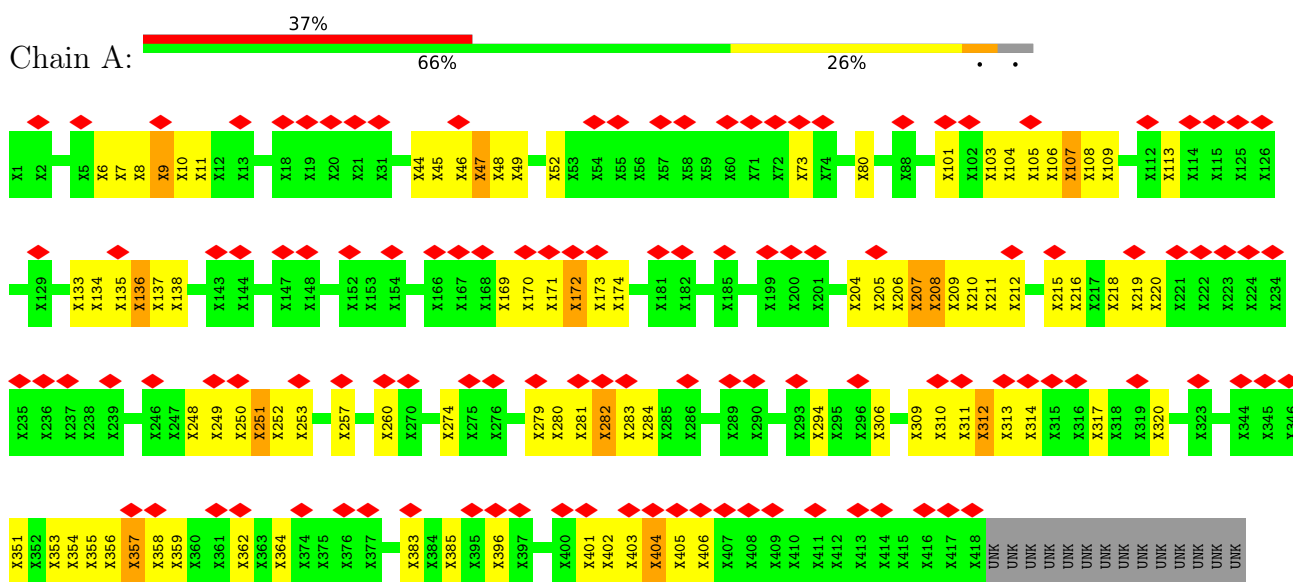 37%
Chain A:
66% 26% . .
X1 X2 X5 X6 X7 X8 X9 X10 X11 X12 X13 X18 X19 X20 X21 X31 X44 X45 X46 X47 X48 X49 X52 X53 X54 X55 X56 X57 X58 X59 X60 X71 X72 X73 X74 X80 X88 X101 X102 X103 X104 X105 X106 X107 X108 X109 X112 X113 X114 X115 X125 X126
X129 X133 X134 X135 X136 X137 X138 X143 X144 X147 X148 X152 X153 X154 X166 X167 X168 X169 X170 X171 X172 X173 X174 X181 X182 X185 X199 X200 X201 X204 X205 X206 X207 X208 X209 X210 X211 X212 X215 X216 X217 X218 X219 X220 X221 X222 X223 X224 X234
X235 X236 X237 X238 X239 X246 X247 X248 X249 X250 X251 X252 X253 X257 X260 X270 X274 X275 X276 X279 X280 X281 X282 X283 X284 X285 X286 X289 X290 X293 X294 X295 X296 X306 X309 X310 X311 X312 X313 X314 X315 X316 X317 X318 X319 X320 X323 X344 X345 X346
X351 X352 X353 X354 X355 X356 X357 X358 X359 X360 X361 X362 X363 X364 X374 X375 X376 X377 X383 X384 X385 X395 X396 X397 X400 X401 X402 X403 X404 X405 X406 X407 X408 X409 X410 X411 X412 X413 X414 X415 X416 X417 X418 UNK UNK UNK UNK UNK UNK UNK UNK UNK UNK UNK